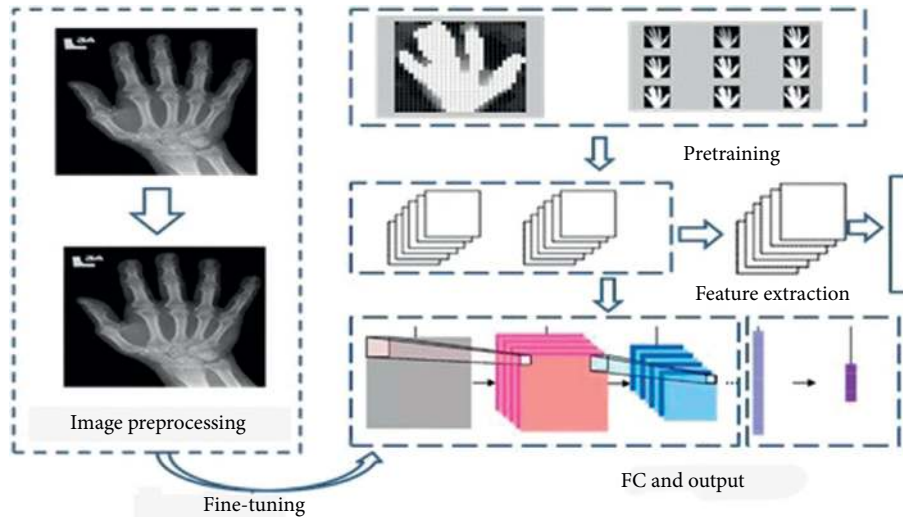 Pretraining
Feature extraction
Image preprocessing
FC and output
Fine-tuning